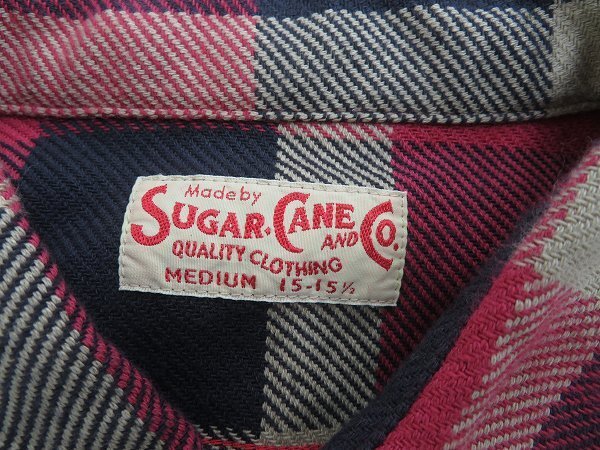 Made by
SUGAR. CANE AND CO.
QUALITY CLOTHING
MEDIUM 15-15½